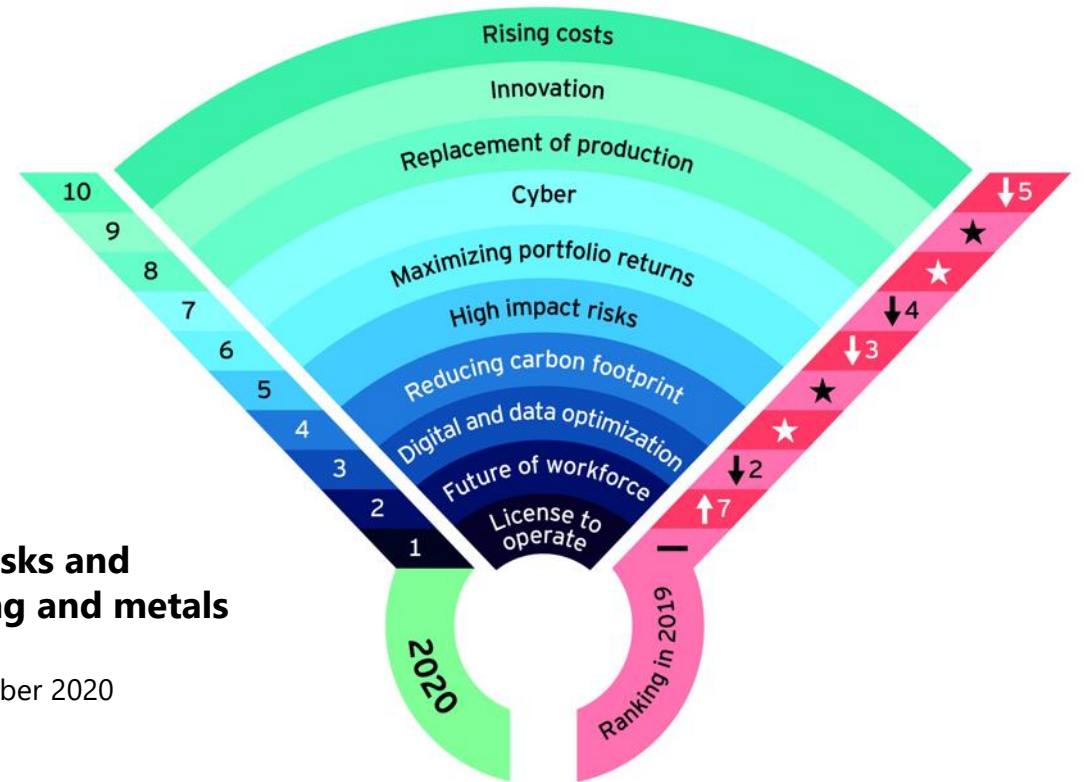 Rising costs
Innovation
Replacement of production
Cyber
Maximizing portfolio returns
High impact risks
Reducing carbon footprint
Digital and data optimization
Future of workforce
License to
operate
10
9
8
7
6
5
4
3
2
1
↓5
★
★
↓4
↓3
★
★
↓2
↑7
—
sks and
ng and metals
ber 2020
2020
Ranking in 2019